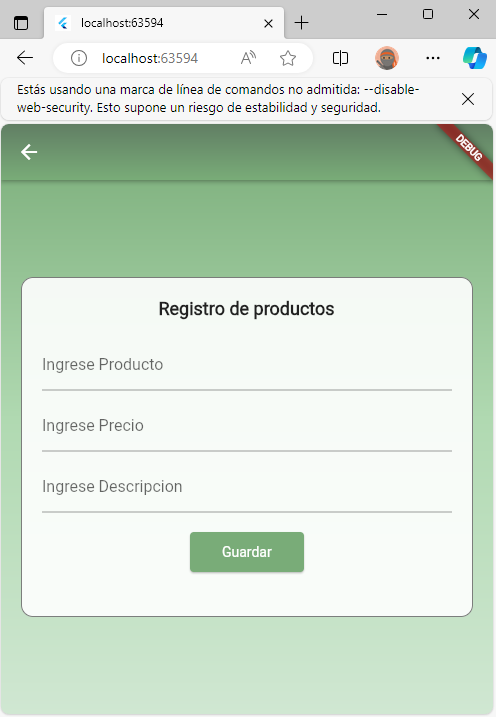 localhost:63594
localhost:63594
Estás usando una marca de línea de comandos no admitida: --disable-
web-security. Esto supone un riesgo de estabilidad y seguridad.
DEBUG
Registro de productos
Ingrese Producto
Ingrese Precio
Ingrese Descripcion
Guardar